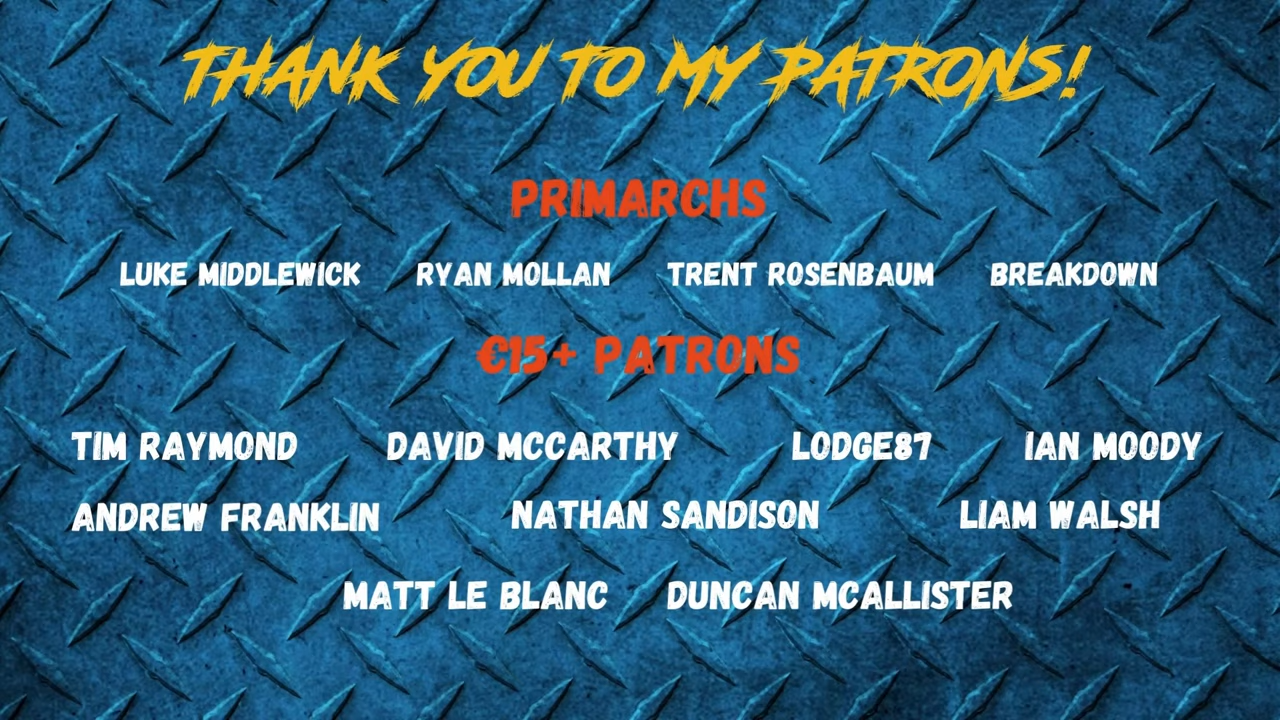 THANK YOU TO MY PATRONS!
PRIMARCHS
LUKE MIDDLEWICK RYAN MOLLAN TRENT ROSENBAUM BREAKDOWN
€15+ PATRONS
TIM RAYMOND DAVID MCCARTHY LODGE87 IAN MOODY
ANDREW FRANKLIN NATHAN SANDISON LIAM WALSH
MATT LE BLANC DUNCAN MCALLISTER